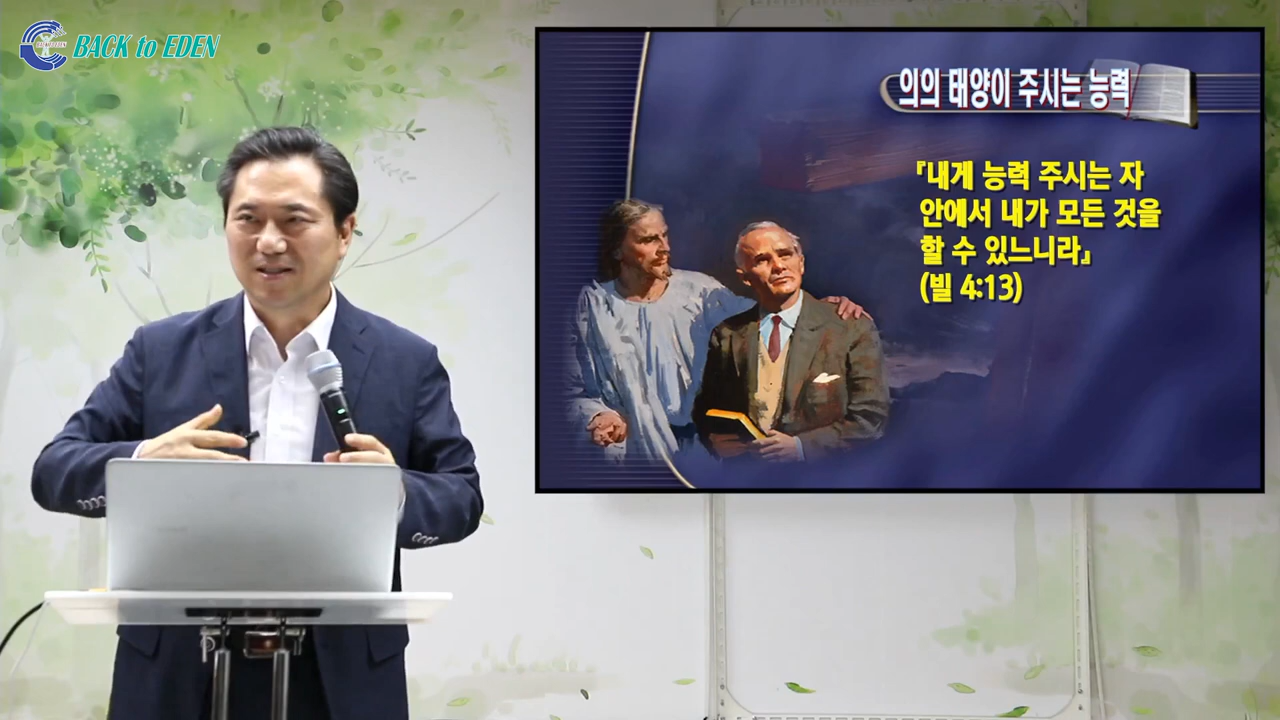 BACK to EDEN
의의 태양이 주시는 능력
『내게 능력 주시는 자
안에서 내가 모든 것을
할 수 있느니라』
(빌 4:13)